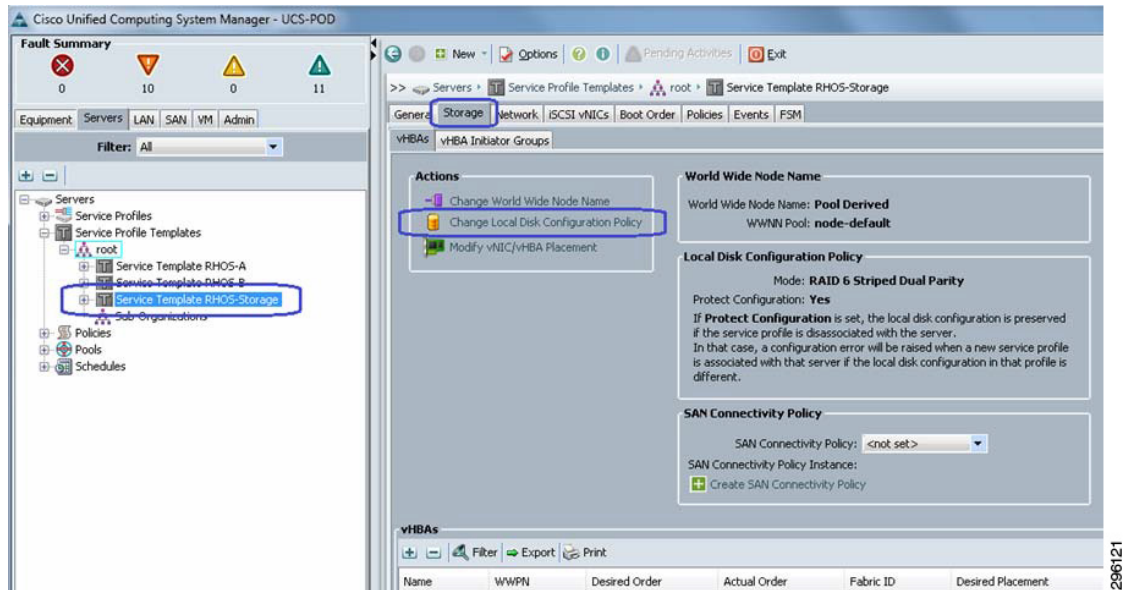 Cisco Unified Computing System Manager - UCS-POD
Fault Summary
0 10 0 11
New Options Pending Activities Exit
>> Servers Service Profile Templates root Service Template RHOS-Storage
Equipment Servers LAN SAN VM Admin
Filter: All
Servers
Service Profiles
Service Profile Templates
root
Service Template RHOS-A
Service Template RHOS-B
Service Template RHOS-Storage
Sub-Organizations
Policies
Pools
Schedules
General Storage Network iSCSI vNICs Boot Order Policies Events FSM
vHBAs vHBA Initiator Groups
Actions
Change World Wide Node Name
Change Local Disk Configuration Policy
Modify vNIC/vHBA Placement
World Wide Node Name
World Wide Node Name: Pool Derived
WWNN Pool: node-default
Local Disk Configuration Policy
Mode: RAID 6 Striped Dual Parity
Protect Configuration: Yes
If Protect Configuration is set, the local disk configuration is preserved
if the service profile is disassociated with the server.
In that case, a configuration error will be raised when a new service profile
is associated with that server if the local disk configuration in that profile is
different.
SAN Connectivity Policy
SAN Connectivity Policy: <not set>
SAN Connectivity Policy Instance:
Create SAN Connectivity Policy
vHBAs
Filter Export Print
Name WWPN Desired Order Actual Order Fabric ID Desired Placement
296121